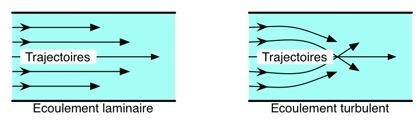 Trajectoires
Trajectoires
Ecoulement laminaire
Ecoulement turbulent